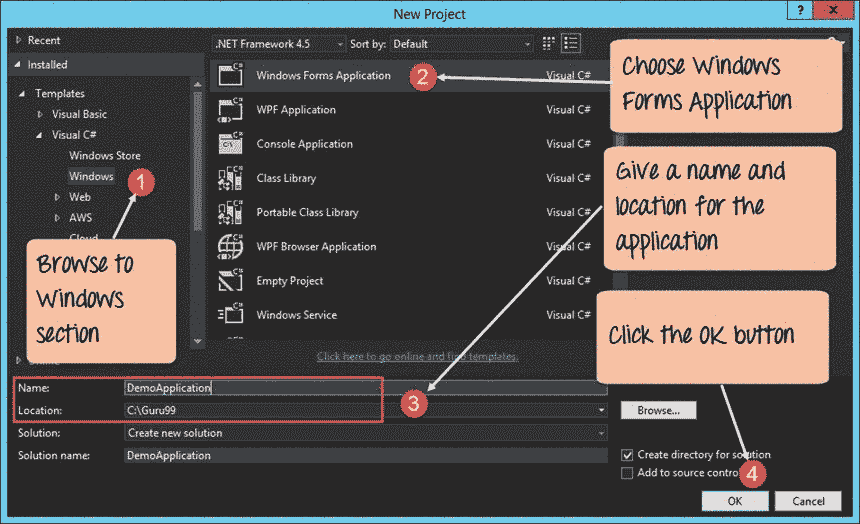 New Project
? x
Recent
.NET Framework 4.5
Sort by: Default
Installed
Templates
Visual Basic
Visual C#
Windows Store
Windows
Web
AWS
Cloud
1
Browse to
Windows
section
C#
Windows Forms Application
Visual C#
2
Choose Windows
Forms Application
WPF Application
Visual C#
Console Application
Visual C#
Class Library
Visual C#
Portable Class Library
Visual C#
WPF Browser Application
Visual C#
Empty Project
Visual C#
Windows Service
Visual C#
Give a name and
location for the
application
Click the OK button
Click here to go online and find templates.
Name:
DemoApplication
Location:
C:\Guru99
3
Browse...
Solution:
Create new solution
Solution name:
DemoApplication
Create directory for solution
Add to source control
4
OK
Cancel